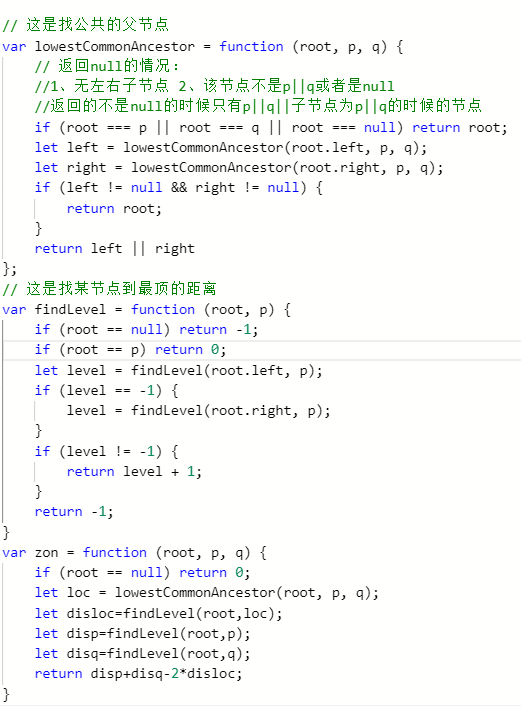 // 这是找公共的父节点
var lowestCommonAncestor = function (root, p, q) {
    // 返回null的情况：
    //1、无左右子节点 2、该节点不是p||q或者是null
    //返回的不是null的时候只有p||q||子节点为p||q的时候的节点
    if (root === p || root === q || root === null) return root;
    let left = lowestCommonAncestor(root.left, p, q);
    let right = lowestCommonAncestor(root.right, p, q);
    if (left != null && right != null) {
        return root;
    }
    return left || right
};
// 这是找某节点到最顶的距离
var findLevel = function (root, p) {
    if (root == null) return -1;
    if (root == p) return 0;
    let level = findLevel(root.left, p);
    if (level == -1) {
        level = findLevel(root.right, p);
    }
    if (level != -1) {
        return level + 1;
    }
    return -1;
}
var zon = function (root, p, q) {
    if (root == null) return 0;
    let loc = lowestCommonAncestor(root, p, q);
    let disloc=findLevel(root,loc);
    let disp=findLevel(root,p);
    let disq=findLevel(root,q);
    return disp+disq-2*disloc;
}